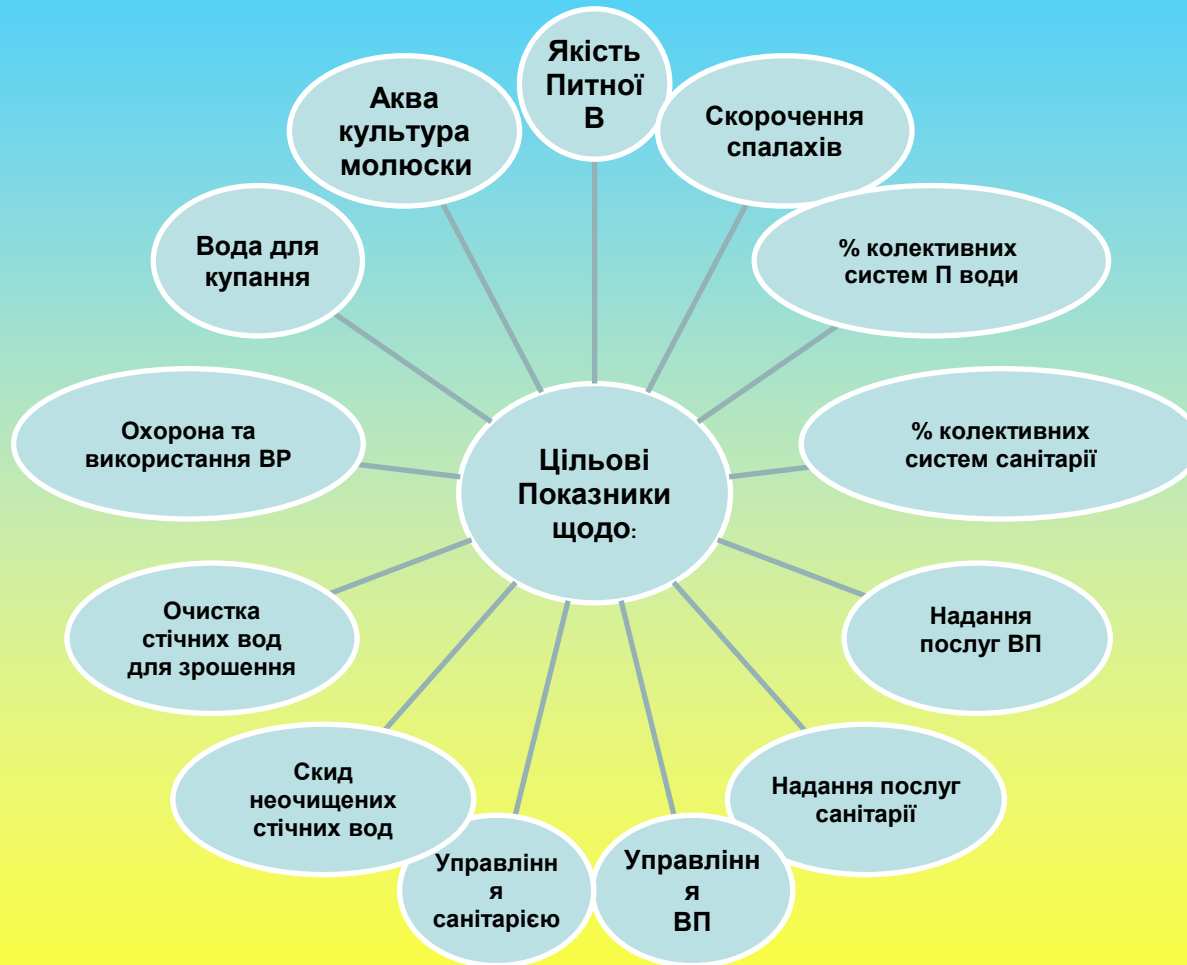 Якість
Питної
В
Скорочення
спалахів
% колективних
систем П води
% колективних
систем санітарії
Надання
послуг ВП
Надання послуг
санітарії
Управлінн
я
ВП
Управлінн
я
санітарією
Скид
неочищених
стічних вод
Очистка
стічних вод
для зрошення
Охорона та
використання ВР
Вода для
купання
Аква
культура
молюски
Цільові
Показники
щодо: